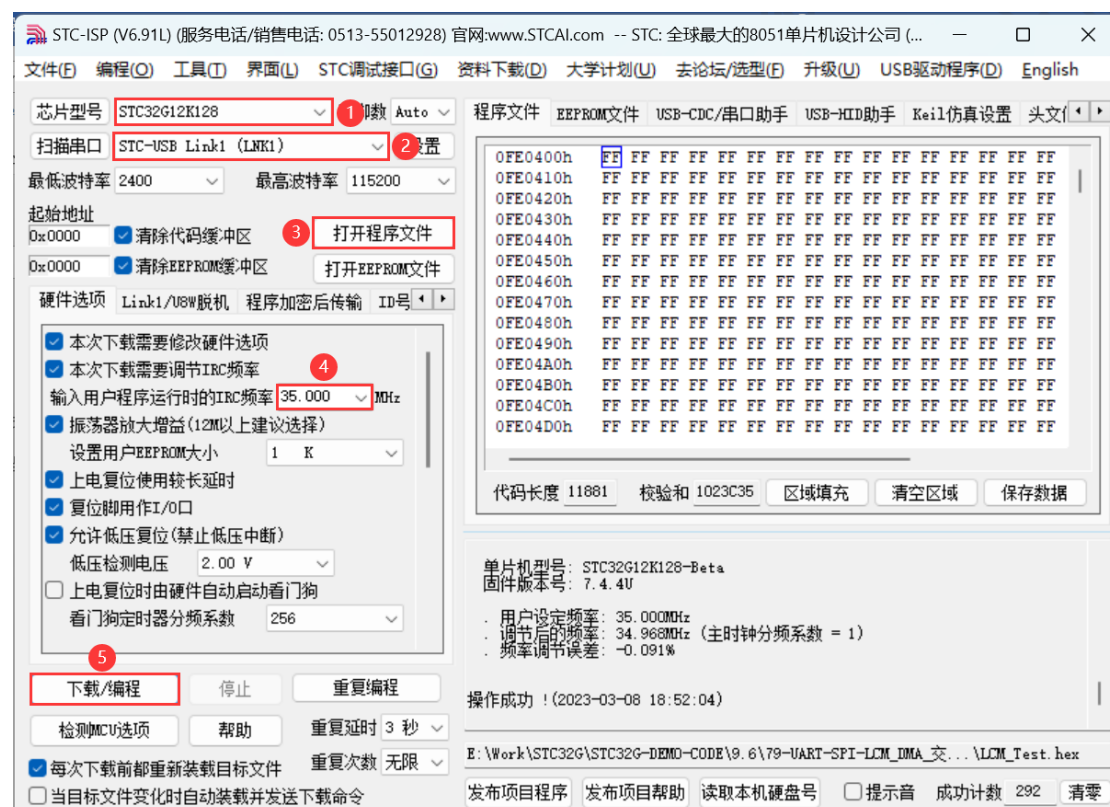 STC-ISP (V6.91L) (服务电话/销售电话: 0513-55012928) 官网:www.STCAI.com -- STC: 全球最大的8051单片机设计公司 (...
文件(F) 编程(O) 工具(T) 界面(L) STC调试接口(G) 资料下载(D) 大学计划(U) 去论坛/选型(F) 升级(U) USB驱动程序(D) English
芯片型号 STC32G12K128 1 脚数 Auto
扫描串口 STC-USB Link1 (LNK1) 2 置
最低波特率 2400 最高波特率 115200
起始地址
0x0000 清除代码缓冲区 3 打开程序文件
0x0000 清除EEPROM缓冲区 打开EEPROM文件
硬件选项 Link1/U8W脱机 程序加密后传输 ID号
本次下载需要修改硬件选项
本次下载需要调节IRC频率 4
输入用户程序运行时的IRC频率 35.000 MHz
振荡器放大增益(12M以上建议选择)
设置用户EEPROM大小 1 K
上电复位使用较长延时
复位脚用作I/O口
允许低压复位(禁止低压中断)
低压检测电压 2.00 V
上电复位时由硬件自动启动看门狗
看门狗定时器分频系数 256
5
下载/编程 停止 重复编程
检测MCU选项 帮助 重复延时 3 秒
每次下载前都重新装载目标文件 重复次数 无限
当目标文件变化时自动装载并发送下载命令
程序文件 EEPROM文件 USB-CDC/串口助手 USB-HID助手 Keil仿真设置 头文
0FE0400h FF FF FF FF FF FF FF FF FF FF FF FF FF FF FF FF
0FE0410h FF FF FF FF FF FF FF FF FF FF FF FF FF FF FF FF
0FE0420h FF FF FF FF FF FF FF FF FF FF FF FF FF FF FF FF
0FE0430h FF FF FF FF FF FF FF FF FF FF FF FF FF FF FF FF
0FE0440h FF FF FF FF FF FF FF FF FF FF FF FF FF FF FF FF
0FE0450h FF FF FF FF FF FF FF FF FF FF FF FF FF FF FF FF
0FE0460h FF FF FF FF FF FF FF FF FF FF FF FF FF FF FF FF
0FE0470h FF FF FF FF FF FF FF FF FF FF FF FF FF FF FF FF
0FE0480h FF FF FF FF FF FF FF FF FF FF FF FF FF FF FF FF
0FE0490h FF FF FF FF FF FF FF FF FF FF FF FF FF FF FF FF
0FE04A0h FF FF FF FF FF FF FF FF FF FF FF FF FF FF FF FF
0FE04B0h FF FF FF FF FF FF FF FF FF FF FF FF FF FF FF FF
0FE04C0h FF FF FF FF FF FF FF FF FF FF FF FF FF FF FF FF
0FE04D0h FF FF FF FF FF FF FF FF FF FF FF FF FF FF FF FF
代码长度 11881 校验和 1023C35 区域填充 清空区域 保存数据
单片机型号: STC32G12K128-Beta
固件版本号: 7.4.4U
. 用户设定频率: 35.000MHz
. 调节后的频率: 34.968MHz (主时钟分频系数 = 1)
. 频率调节误差: -0.091%
操作成功 !(2023-03-08 18:52:04)
E:\Work\STC32G\STC32G-DEMO-CODE\9.6\79-UART-SPI-LCM_DMA_交...\LCM_Test.hex
发布项目程序 发布项目帮助 读取本机硬盘号 提示音 成功计数 292 清零